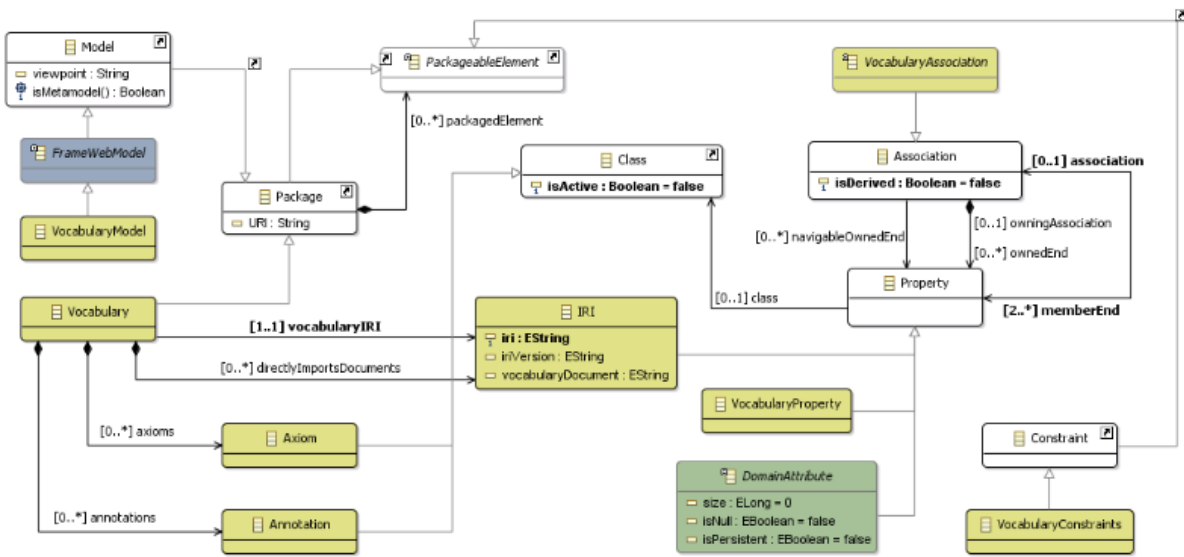 Model
viewpoint : String
isMetamodel() : Boolean
FrameWebModel
VocabularyModel
PackageableElement
[0..*] packagedElement
Package
URI : String
Class
isActive : Boolean = false
VocabularyAssociation
Association
isDerived : Boolean = false
[0..1] association
[0..*] navigableOwnedEnd
[0..1] owningAssociation
[0..*] ownedEnd
Property
[0..1] class
[2..*] memberEnd
Vocabulary
[1..1] vocabularyIRI
[0..*] directlyImportsDocuments
IRI
iri : EString
iriVersion : EString
vocabularyDocument : EString
[0..*] axioms
Axiom
[0..*] annotations
Annotation
VocabularyProperty
DomainAttribute
size : ELong = 0
isNull : EBoolean = false
isPersistent : EBoolean = false
Constraint
VocabularyConstraints